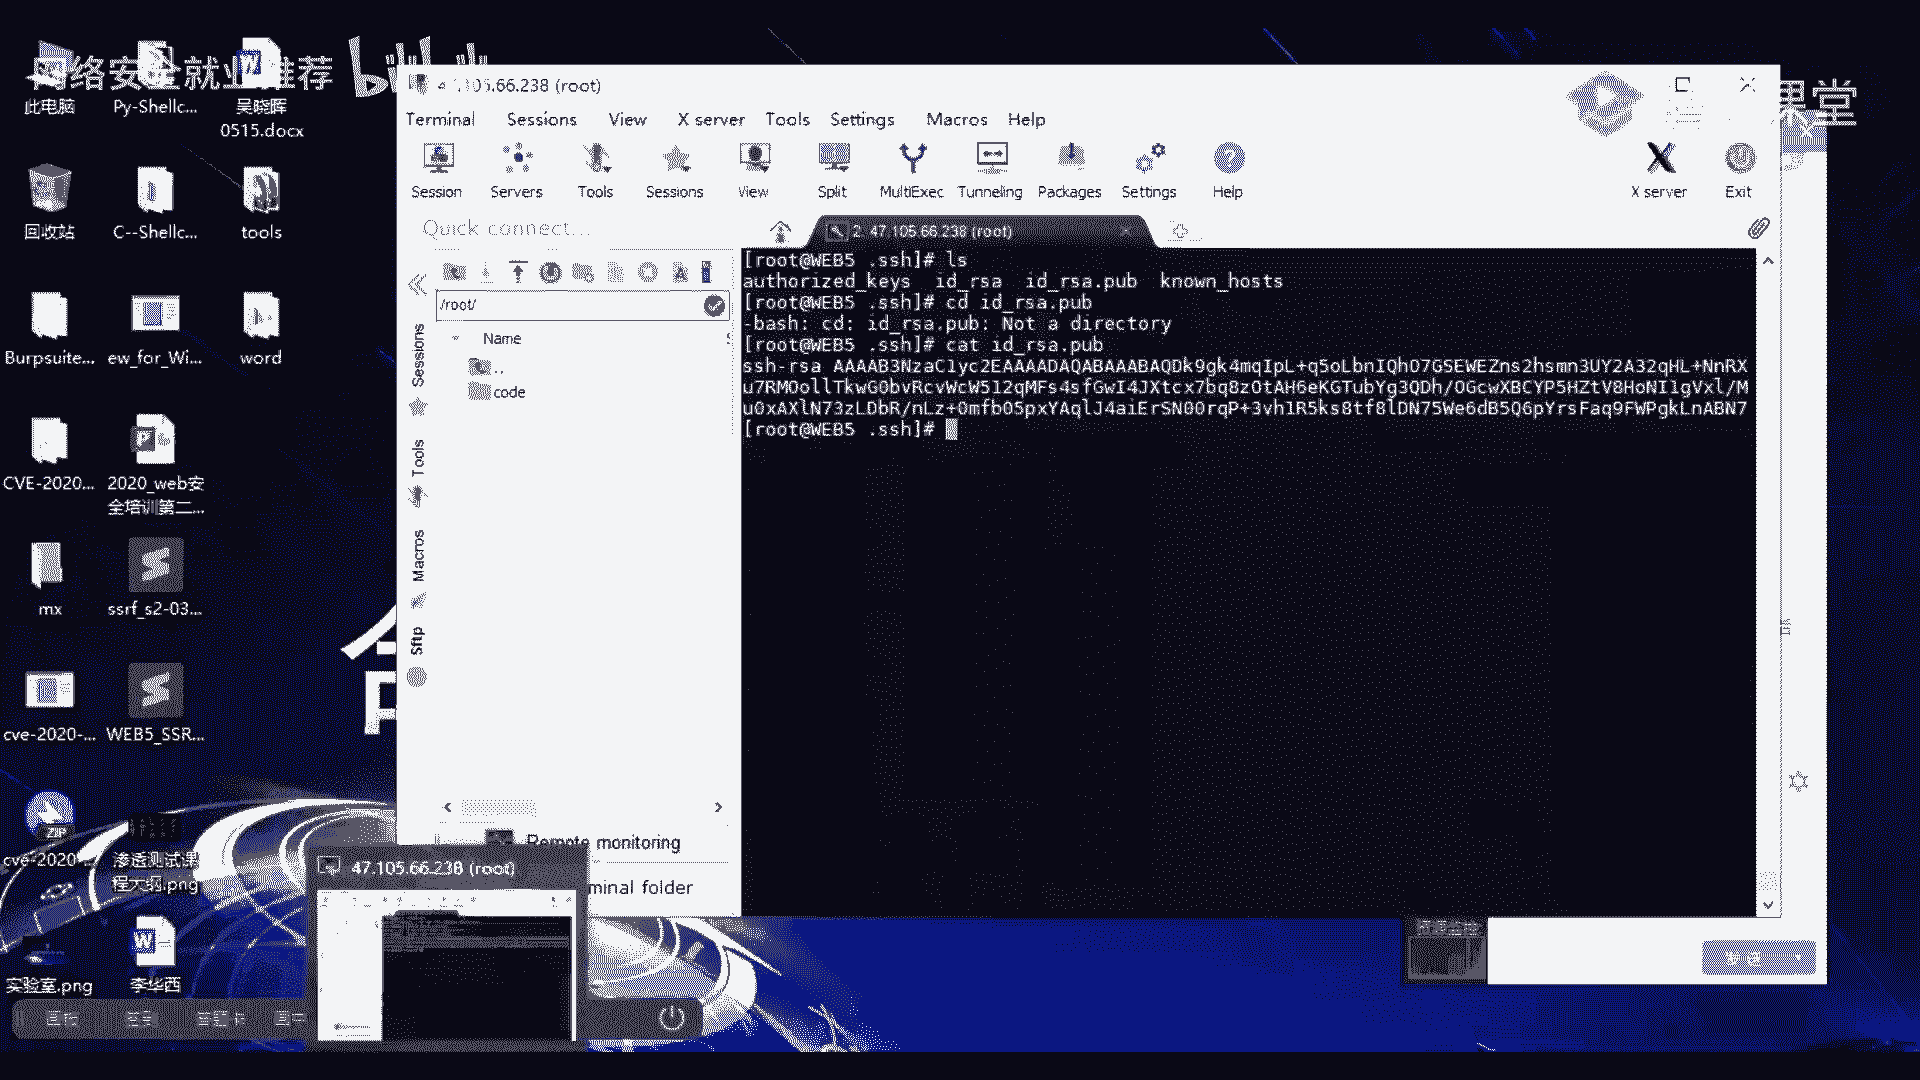 网络安全就业推荐
课堂
此电脑
Py-Shellc...
吴晓晖
0515.docx
回收站
C--Shellc...
tools
Burpsuite...
ew_for_Wi...
word
CVE-2020...
2020_web安
全培训第二...
mx
ssrf_s2-03...
cve-2020-...
WEB5_SSR...
cve-2020-...
渗透测试课
程大纲.png
实验室.png
李华西
47.105.66.238 (root)
Terminal Sessions View X server Tools Settings Macros Help
Session Servers Tools Sessions View Split MultiExec Tunneling Packages Settings Help X server Exit
Quick connect...
2. 47.105.66.238 (root)
/root/
Name
..
code
Sessions
Tools
Macros
Sftp
Remote monitoring
minal folder
[root@WEB5 .ssh]# ls
authorized_keys id_rsa id_rsa.pub known_hosts
[root@WEB5 .ssh]# cd id_rsa.pub
-bash: cd: id_rsa.pub: Not a directory
[root@WEB5 .ssh]# cat id_rsa.pub
ssh-rsa AAAAB3NzaC1yc2EAAAADAQABAAABAQDk9gk4mqIpL+q5oLbnIQhO7GSEWEZns2hsmn3UY2A32qHL+NnRX
u7RMOollTkwG0bvRcvWcW512qMFs4sfGwI4JXtcx7bq8zOtAH6eKGTubYg3QDh/OGcwXBCYP5HZtV8HoNI1gVxl/M
u0xAXlN73zLDbR/nLz+0mfb05pxYAqlJ4aiErSN00rqP+3vh1R5ks8tf8lDN75We6dB5Q6pYrsFaq9FWPgkLnABN7
[root@WEB5 .ssh]#
47.105.66.238 (root)